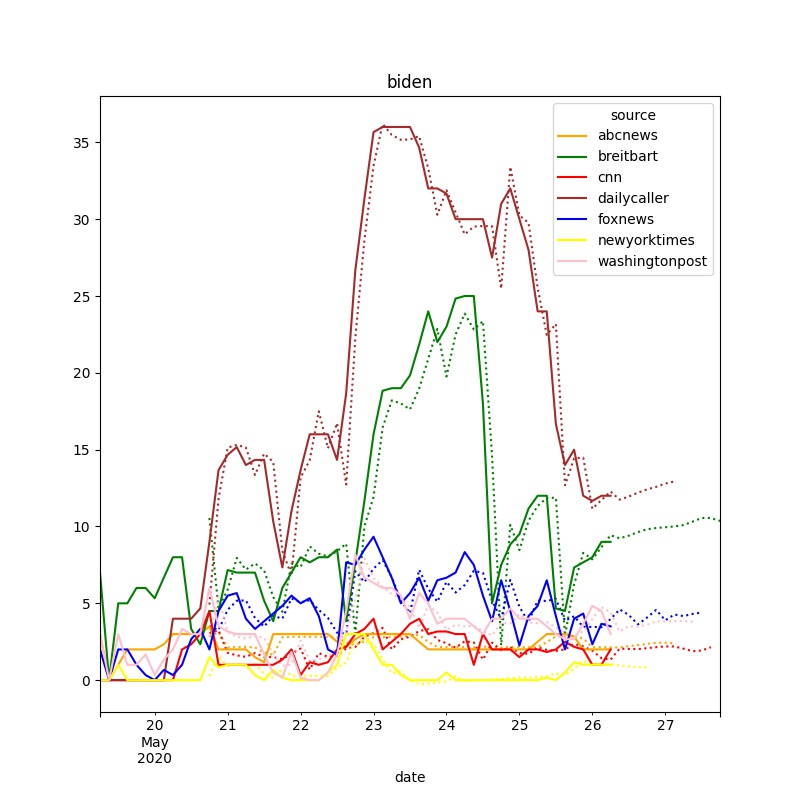 biden
source
abcnews
breitbart
cnn
dailycaller
foxnews
newyorktimes
washingtonpost
35
30
25
20
15
10
5
0
20 21 22 23 24 25 26 27
May
2020
date